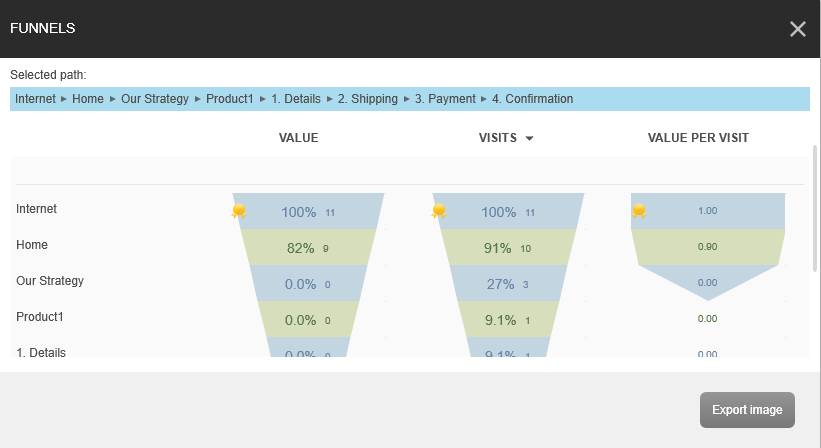 FUNNELS
Selected path:
Internet ▸ Home ▸ Our Strategy ▸ Product1 ▸ 1. Details ▸ 2. Shipping ▸ 3. Payment ▸ 4. Confirmation
VALUE VISITS VALUE PER VISIT
Internet 100% 11 100% 11 1.00
Home 82% 9 91% 10 0.90
Our Strategy 0.0% 0 27% 3 0.00
Product1 0.0% 0 9.1% 1 0.00
1. Details 0.0% 0 9.1% 1 0.00
Export image